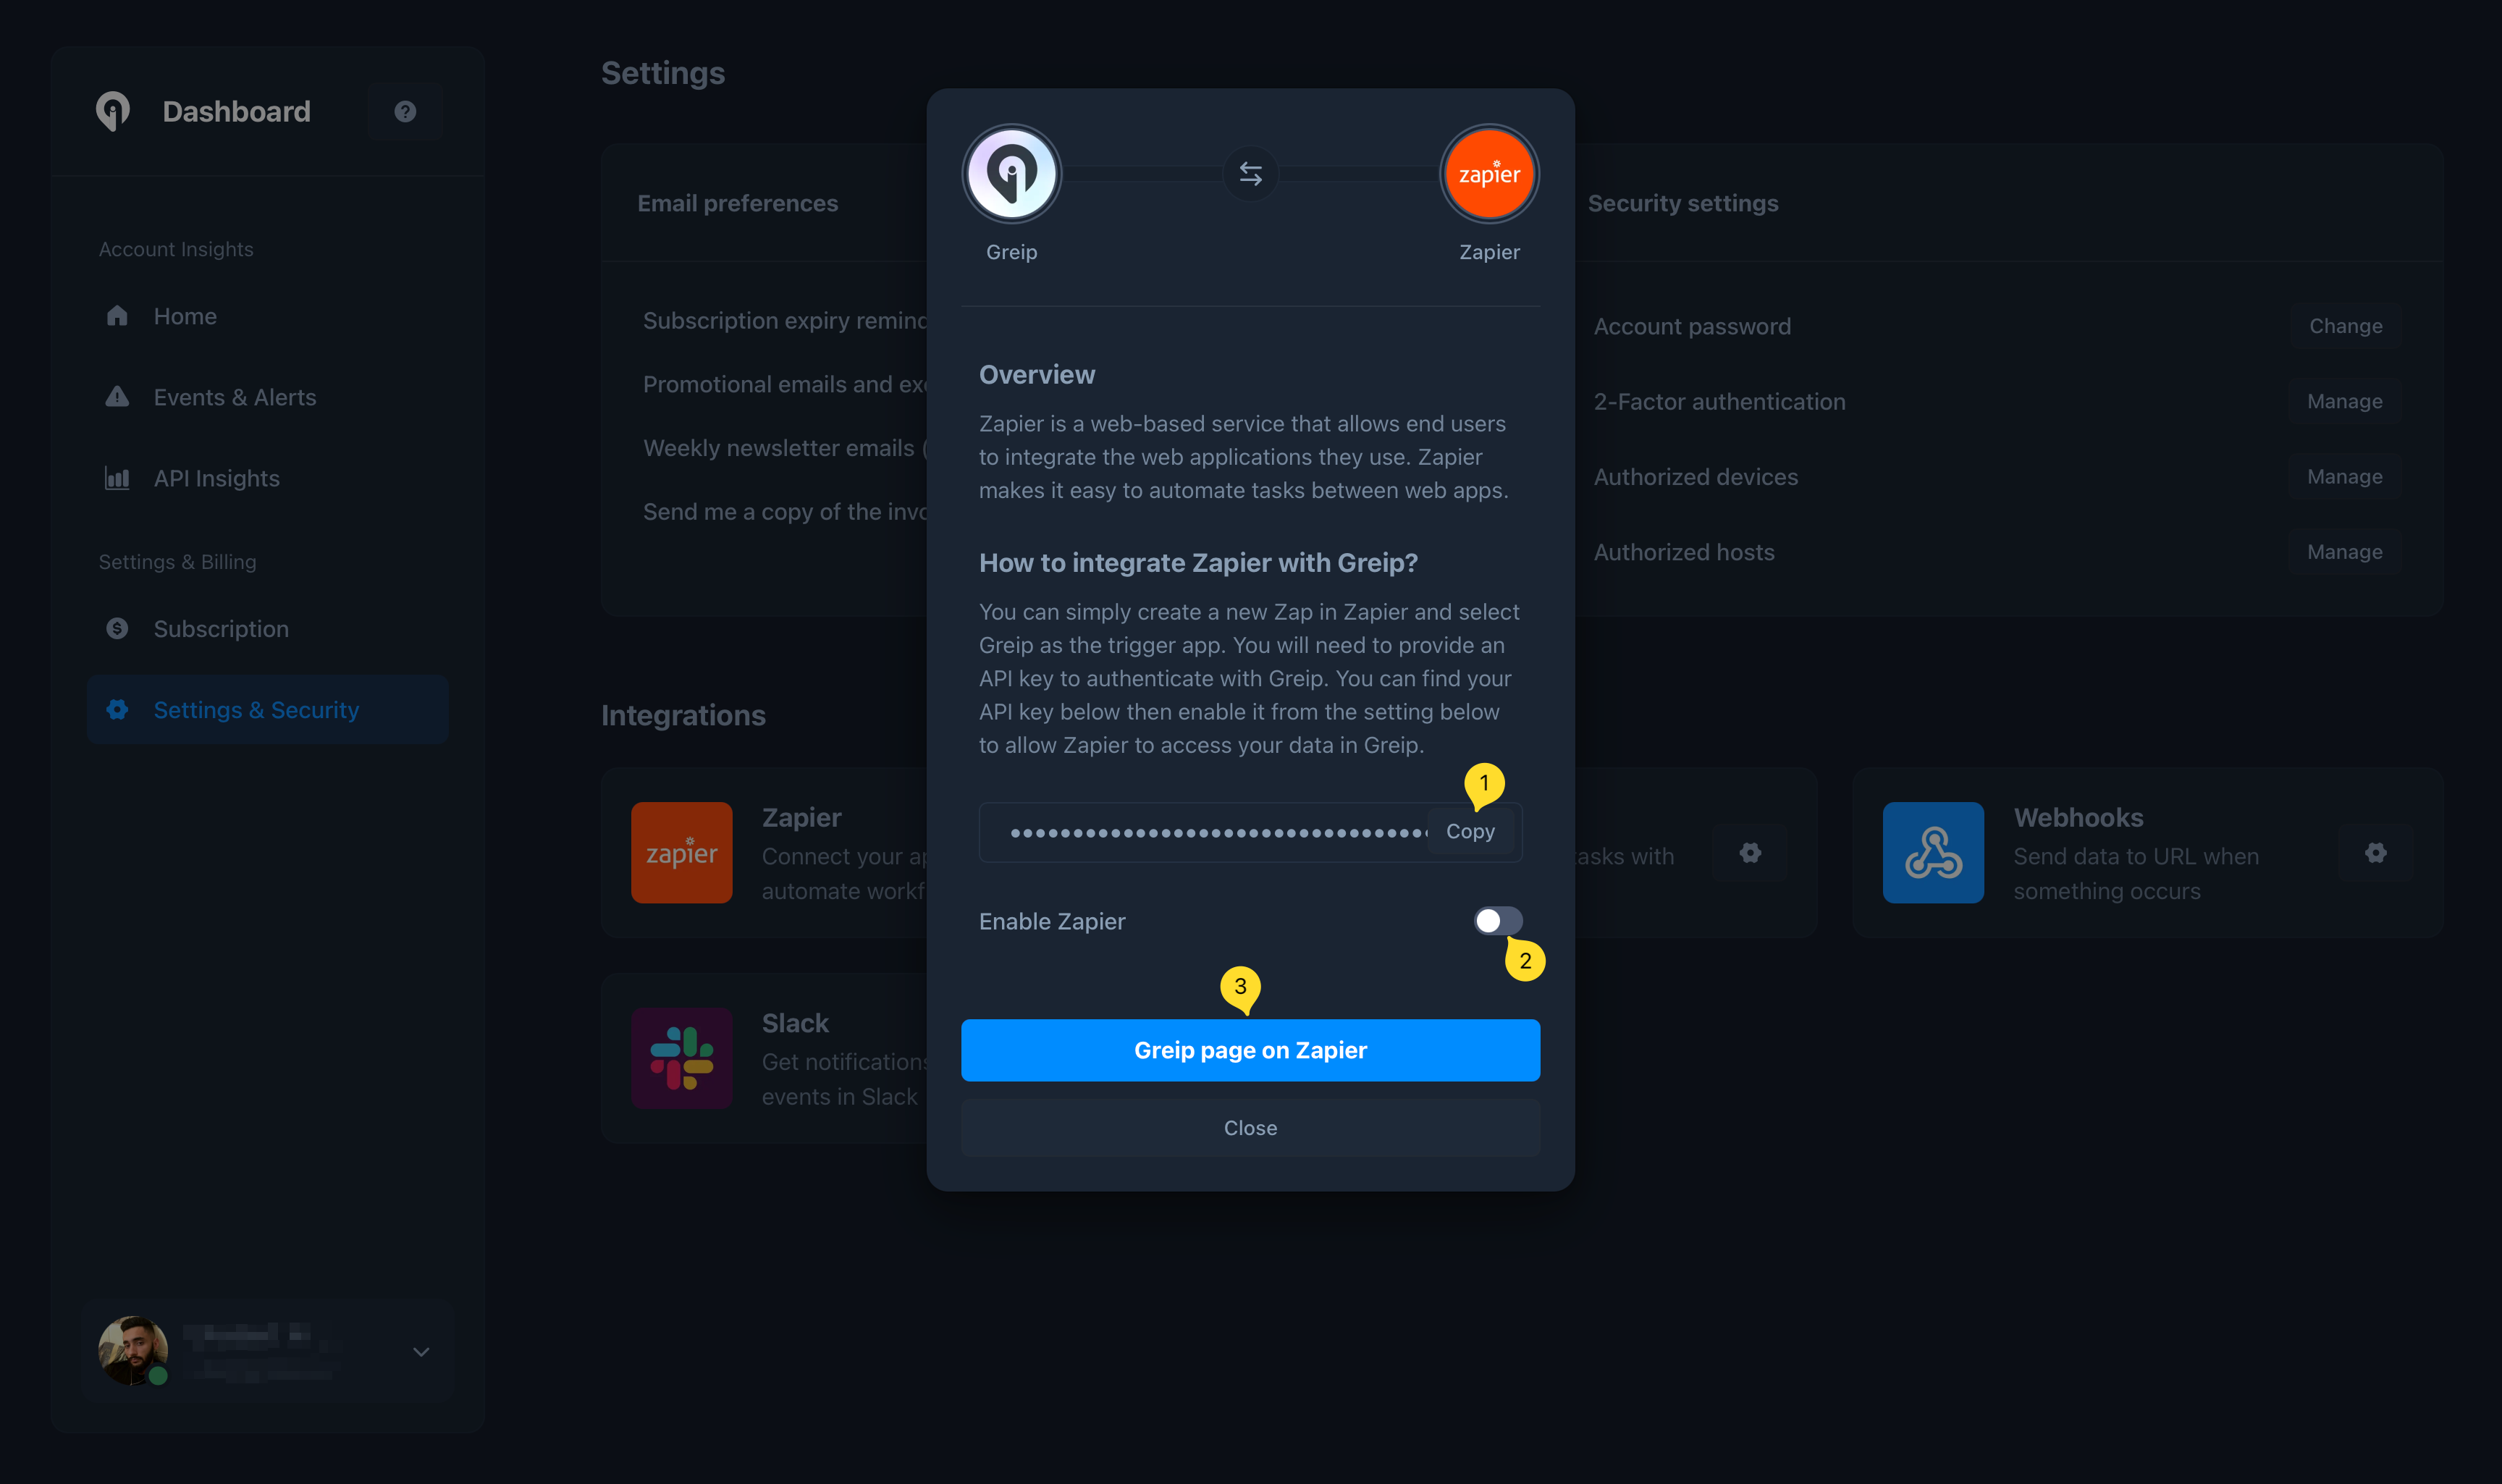 Dashboard
?
Account Insights
Home
Events & Alerts
API Insights
Settings & Billing
Subscription
Settings & Security
Settings
Email preferences
Subscription expiry remind
Promotional emails and ex
Weekly newsletter emails (
Send me a copy of the invo
Security settings
Account password
Change
2-Factor authentication
Manage
Authorized devices
Manage
Authorized hosts
Manage
Integrations
zapier
Zapier
Connect your ap
automate workf
tasks with
Webhooks
Send data to URL when
something occurs
Slack
Get notifications
events in Slack
zapier
Greip
Zapier
Overview
Zapier is a web-based service that allows end users
to integrate the web applications they use. Zapier
makes it easy to automate tasks between web apps.
How to integrate Zapier with Greip?
You can simply create a new Zap in Zapier and select
Greip as the trigger app. You will need to provide an
API key to authenticate with Greip. You can find your
API key below then enable it from the setting below
to allow Zapier to access your data in Greip.
1
Copy
Enable Zapier
2
3
Greip page on Zapier
Close